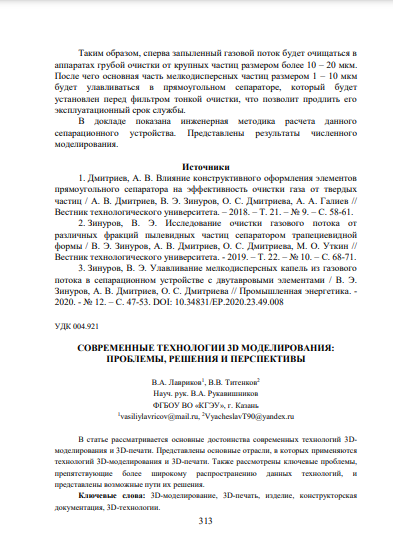 Таким образом, сперва запыленный газовой поток будет очищаться в
аппаратах грубой очистки от крупных частиц размером более 10 – 20 мкм.
После чего основная часть мелкодисперсных частиц размером 1 – 10 мкм
будет улавливаться в прямоугольном сепараторе, который будет
установлен перед фильтром тонкой очистки, что позволит продлить его
эксплуатационный срок службы.
В докладе показана инженерная методика расчета данного
сепарационного устройства. Представлены результаты численного
моделирования.
Источники
1. Дмитриев, А. В. Влияние конструктивного оформления элементов
прямоугольного сепаратора на эффективность очистки газа от твердых
частиц / А. В. Дмитриев, В. Э. Зинуров, О. С. Дмитриева, А. А. Галиев //
Вестник технологического университета. – 2018. – Т. 21. – № 9. – С. 58-61.
2. Зинуров, В. Э. Исследование очистки газового потока от
различных фракций пылевидных частиц сепаратором трапециевидной
формы / В. Э. Зинуров, А. В. Дмитриев, О. С. Дмитриева, М. О. Уткин //
Вестник технологического университета. - 2019. – Т. 22. – № 10. – С. 68-71.
3. Зинуров, В. Э. Улавливание мелкодисперсных капель из газового
потока в сепарационном устройстве с двутавровыми элементами / В. Э.
Зинуров, А. В. Дмитриев, О. С. Дмитриева // Промышленная энергетика. -
2020. - № 12. – С. 47-53. DOI: 10.34831/EP.2020.23.49.008
УДК 004.921
СОВРЕМЕННЫЕ ТЕХНОЛОГИИ 3D МОДЕЛИРОВАНИЯ:
ПРОБЛЕМЫ, РЕШЕНИЯ И ПЕРСПЕКТИВЫ
В.А. Лавриков¹, В.В. Титенков²
Науч. рук. В.А. Рукавишников
ФГБОУ ВО «КГЭУ», г. Казань
¹vasiliylavricov@mail.ru, ²VyacheslavT90@yandex.ru
В статье рассматривается основные достоинства современных технологий 3D-
моделирования и 3D-печати. Представлены основные отрасли, в которых применяются
технологий 3D-моделирования и 3D-печати. Также рассмотрены ключевые проблемы,
препятствующие более широкому распространению данных технологий, и
представлены возможные пути их решения.
Ключевые слова: 3D-моделирование, 3D-печать, изделие, конструкторская
документация, 3D-технологии.
313